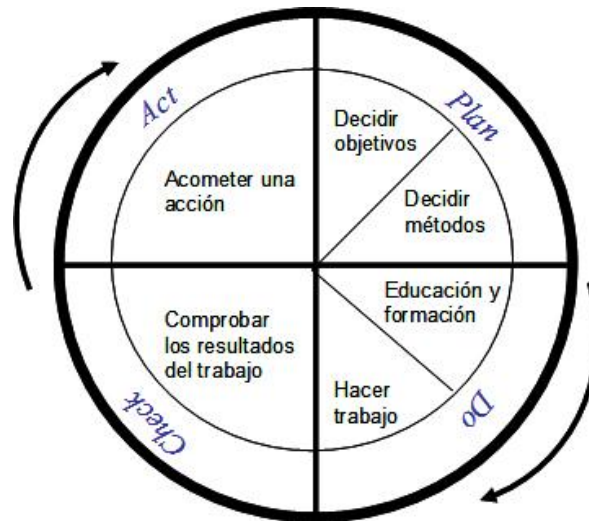 Act
Plan
Decidir
objetivos
Decidir
métodos
Acometer una
acción
Educación y
formación
Comprobar
los resultados
del trabajo
Hacer
trabajo
Check
Do